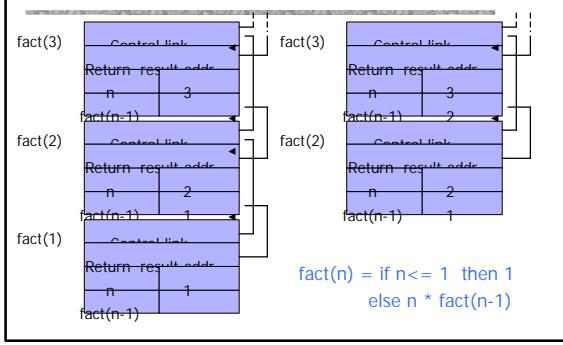 fact(3)
Control link
Return result addr
n 3
fact(n-1)
fact(2)
Control link
Return result addr
n 2
fact(n-1) 1
fact(1)
Control link
Return result addr
n 1
fact(n-1)
fact(3)
Control link
Return result addr
n 3
fact(n-1) 2
fact(2)
Control link
Return result addr
n 2
fact(n-1) 1
fact(n) = if n<= 1 then 1
else n * fact(n-1)